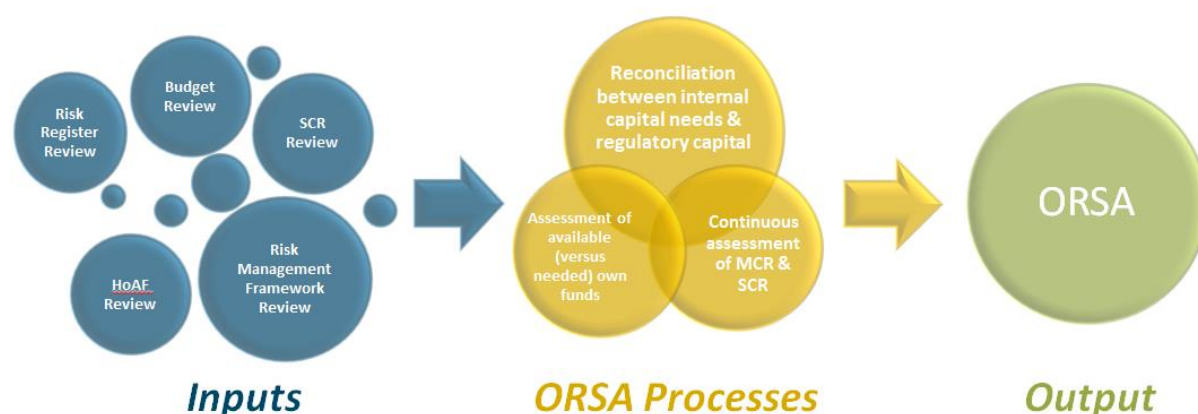 Risk
Register
Review
Budget
Review
SCR
Review
HoAF
Review
Risk
Management
Framework
Review
Inputs
Reconciliation
between internal
capital needs &
regulatory capital
Assessment of
available
(versus
needed) own
funds
Continuous
assessment
of MCR &
SCR
ORSA Processes
ORSA
Output